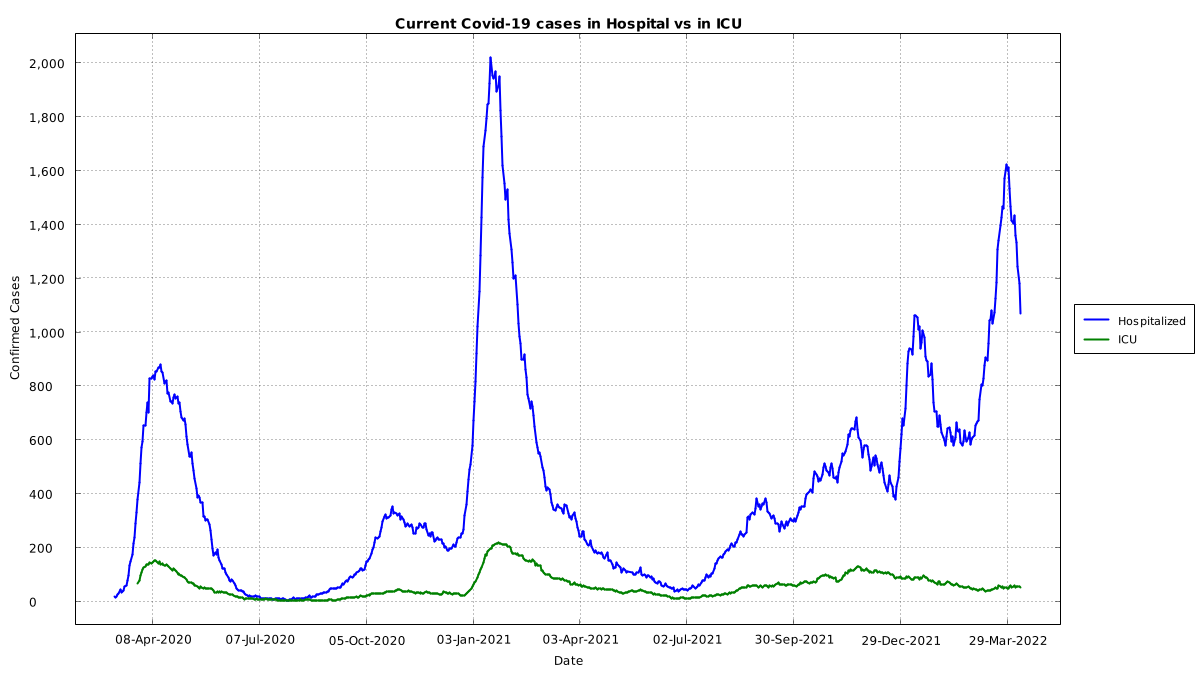 Current Covid-19 cases in Hospital vs in ICU
Confirmed Cases
2,000
1,800
1,600
1,400
1,200
1,000
800
600
400
200
0
08-Apr-2020 07-Jul-2020 05-Oct-2020 03-Jan-2021 03-Apr-2021 02-Jul-2021 30-Sep-2021 29-Dec-2021 29-Mar-2022
Date
Hospitalized
ICU